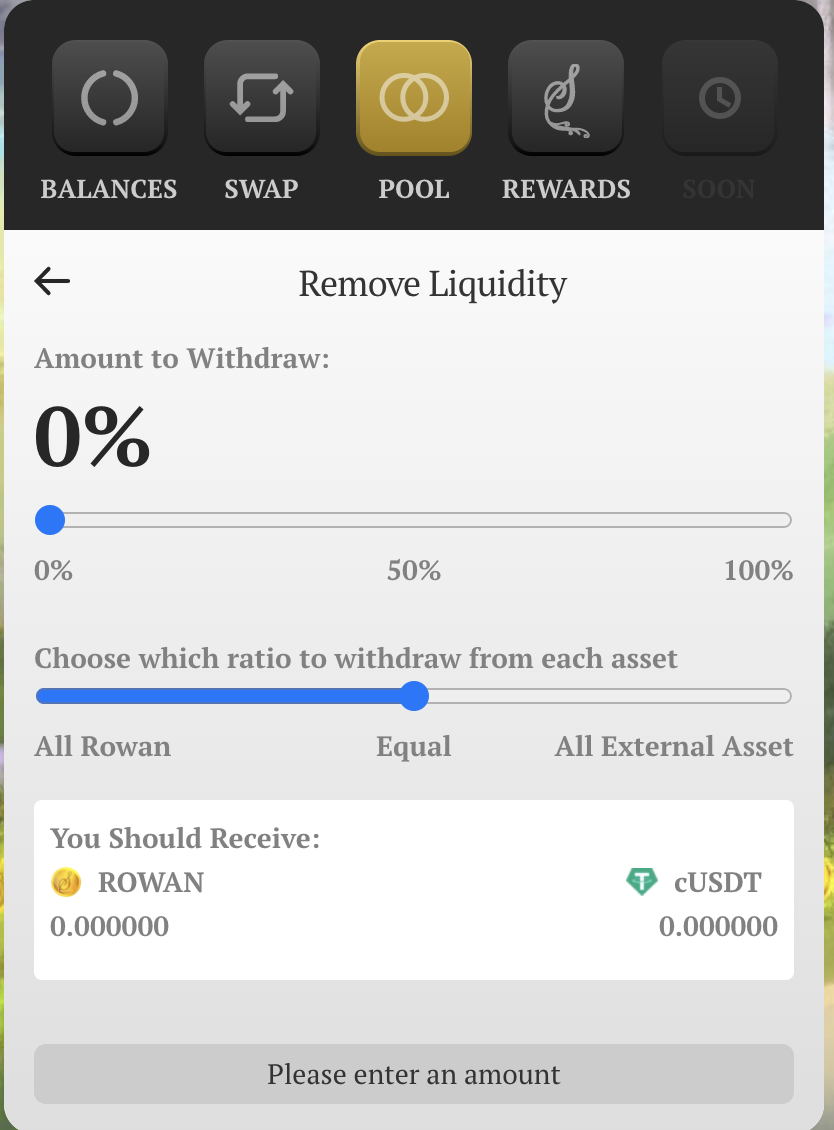 BALANCES SWAP POOL REWARDS SOON
Remove Liquidity
Amount to Withdraw:
0%
0% 50% 100%
Choose which ratio to withdraw from each asset
All Rowan Equal All External Asset
You Should Receive:
ROWAN cUSDT
0.000000 0.000000
Please enter an amount